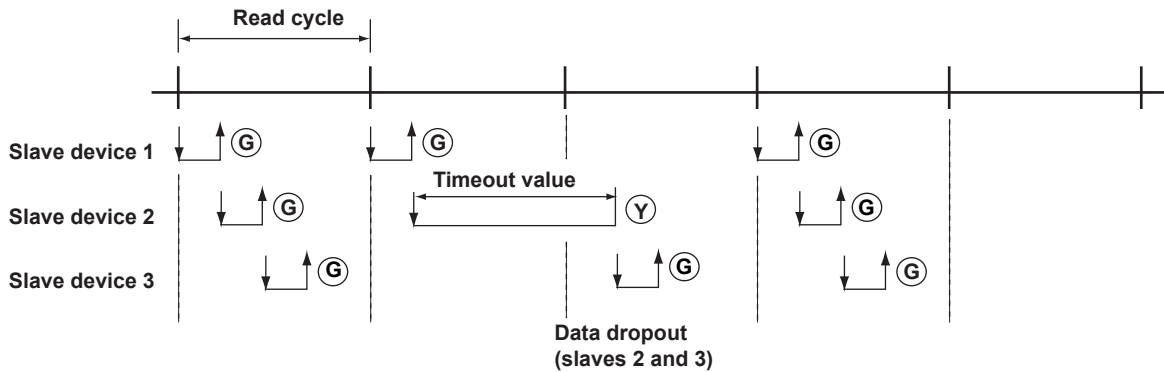 Read cycle
Slave device 1
G
G
G
Timeout value
Slave device 2
G
Y
G
Slave device 3
G
G
G
Data dropout
(slaves 2 and 3)